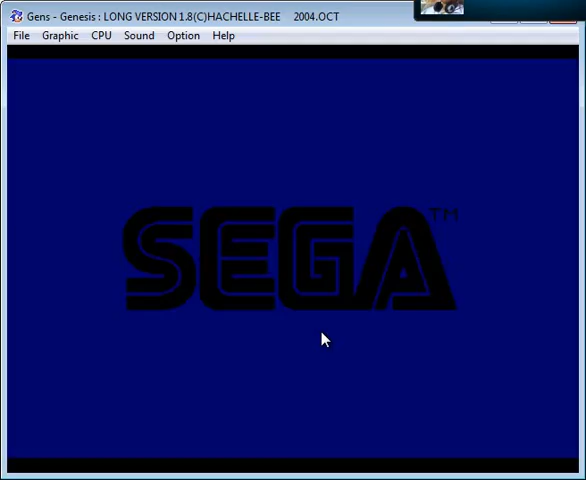 Gens - Genesis : LONG VERSION 1.8(C)HACHELLE-BEE 2004.OCT
File Graphic CPU Sound Option Help
SEGA™